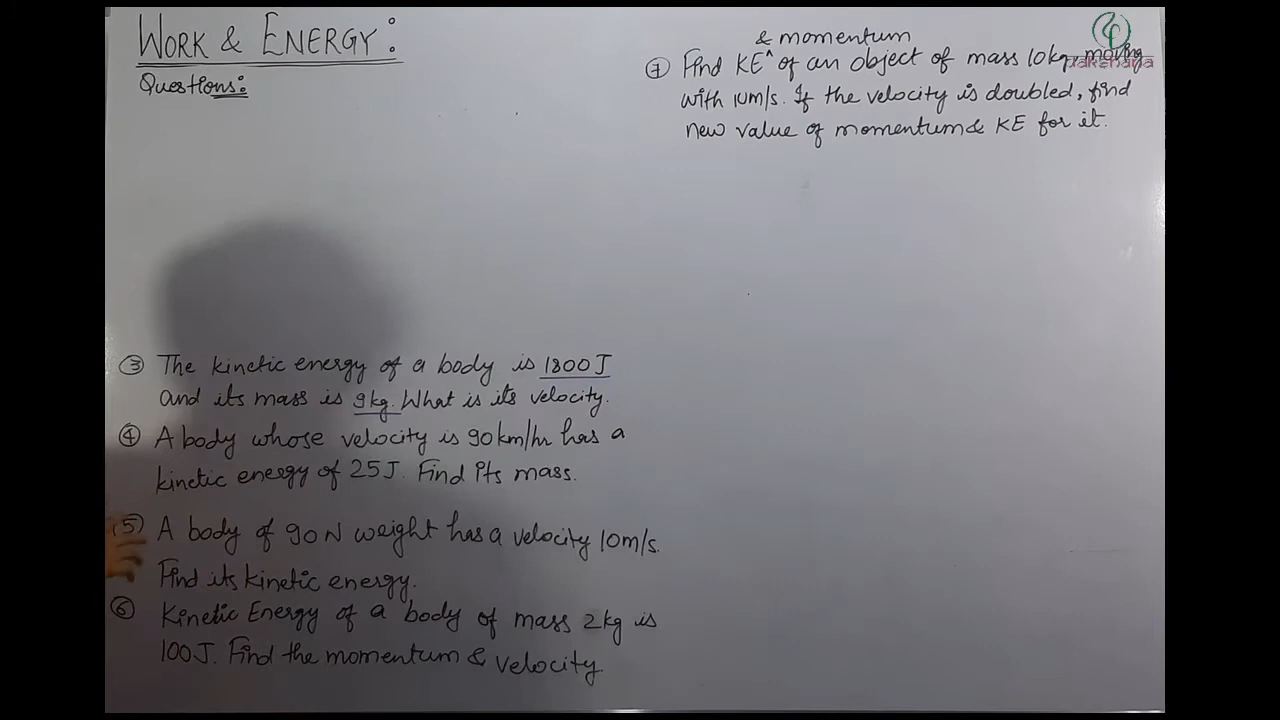 WORK & ENERGY:
Questions:
③ The kinetic energy of a body is 1800 J
and its mass is 9kg. What is its velocity.
④ A body whose velocity is 90km/hr has a
kinetic energy of 25J. Find its mass.
⑤ A body of 90N weight has a velocity 10m/s.
Find its kinetic energy.
⑥ Kinetic Energy of a body of mass 2kg is
100J. Find the momentum & velocity.
& momentum
⑦ Find KE^ of an object of mass 10kg moving
with 10m/s. If the velocity is doubled, find
new value of momentum & KE for it.